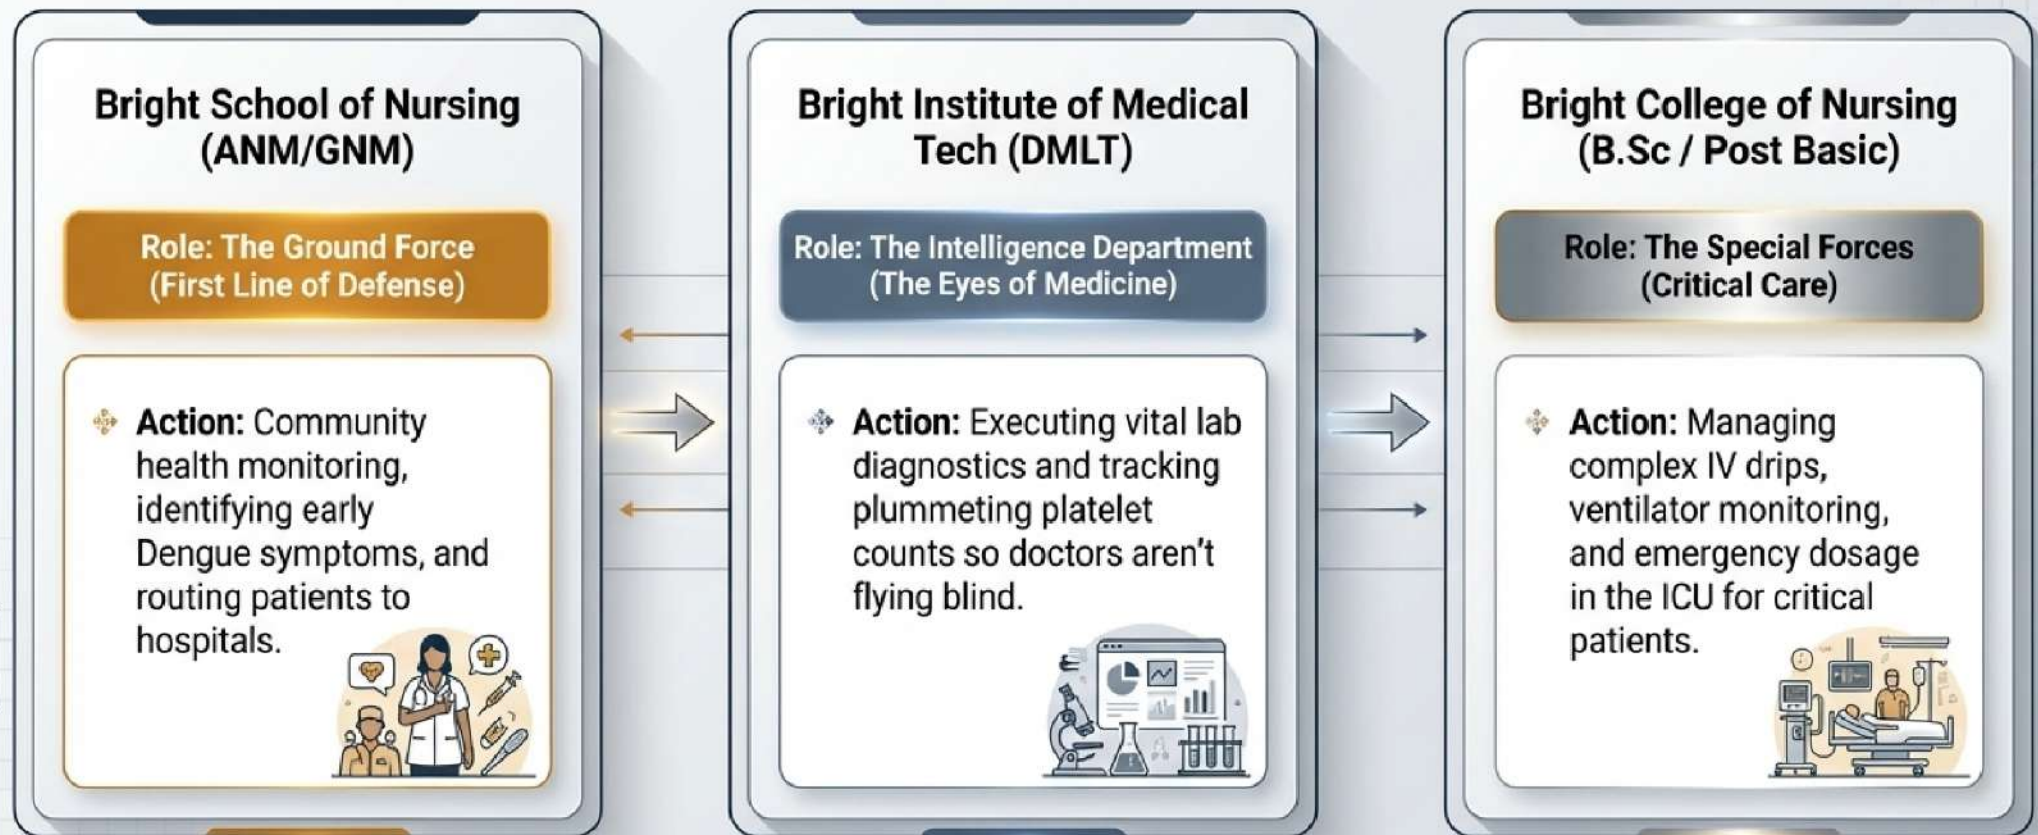 Bright School of Nursing
(ANM/GNM)
Role: The Ground Force
(First Line of Defense)
Action: Community
health monitoring,
identifying early
Dengue symptoms, and
routing patients to
hospitals.
Bright Institute of Medical
Tech (DMLT)
Role: The Intelligence Department
(The Eyes of Medicine)
Action: Executing vital lab
diagnostics and tracking
plummeting platelet
counts so doctors aren't
flying blind.
Bright College of Nursing
(B.Sc / Post Basic)
Role: The Special Forces
(Critical Care)
Action: Managing
complex IV drips,
ventilator monitoring,
and emergency dosage
in the ICU for critical
patients.